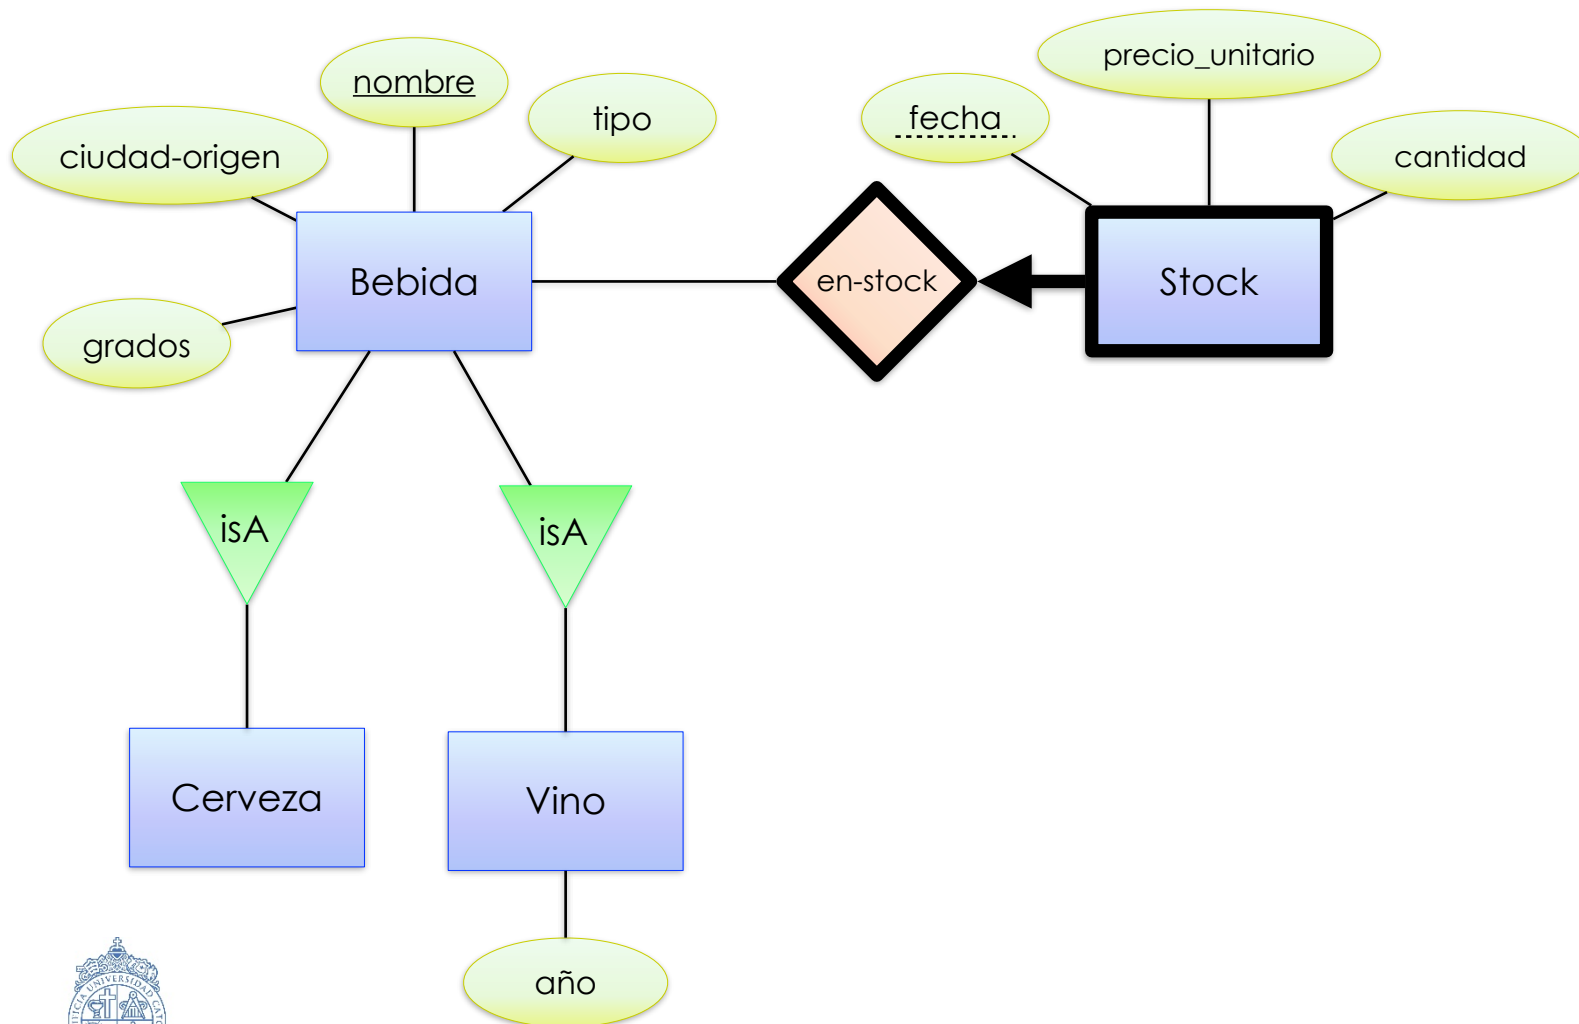 precio_unitario
nombre
fecha
tipo
ciudad-origen
cantidad
Bebida
en-stock
Stock
grados
isA
isA
Cerveza
Vino
año